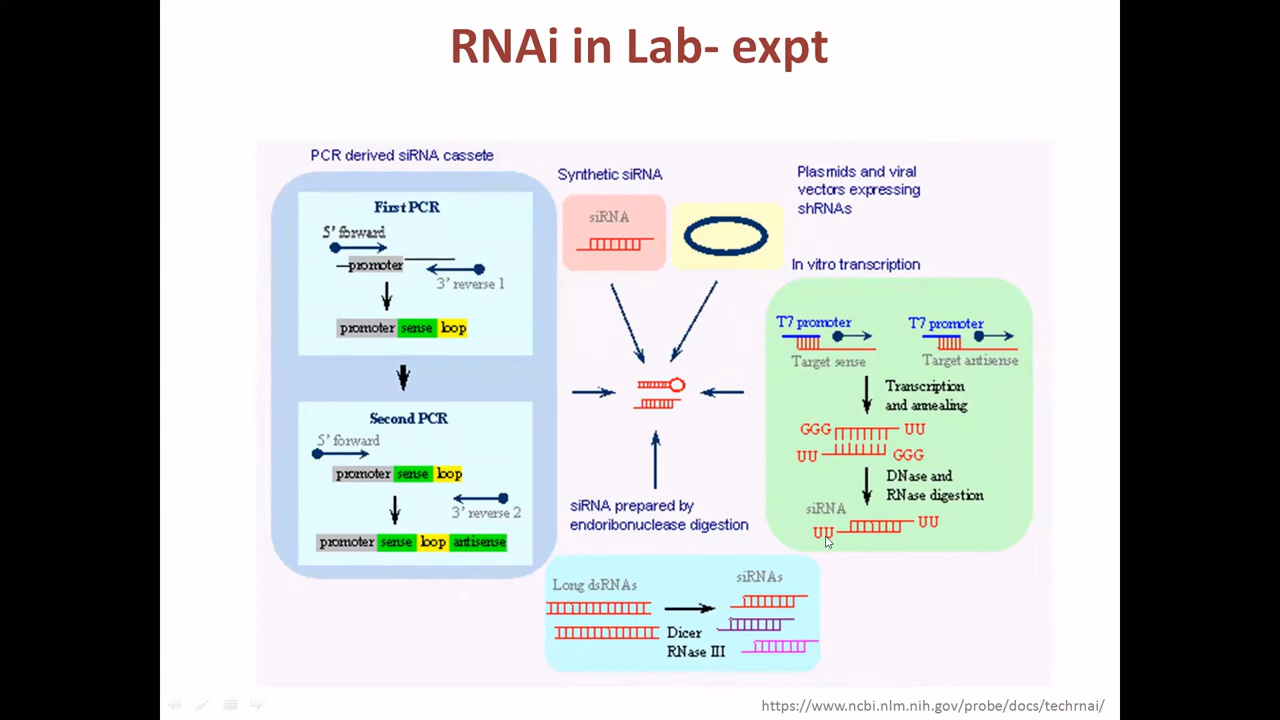 RNAi in Lab- expt
PCR derived siRNA cassete
First PCR
5' forward
promoter
3' reverse 1
promoter sense loop
Second PCR
5' forward
promoter sense loop
3' reverse 2
promoter sense loop antisense
Synthetic siRNA
siRNA
Plasmids and viral
vectors expressing
shRNAs
In vitro transcription
T7 promoter
T7 promoter
Target sense
Target antisense
Transcription
and annealing
GGG UU
UU GGG
DNase and
RNase digestion
siRNA
UU UU
siRNA prepared by
endoribonuclease digestion
Long dsRNAs
siRNAs
Dicer
RNase III
https://www.ncbi.nlm.nih.gov/probe/docs/techrnai/